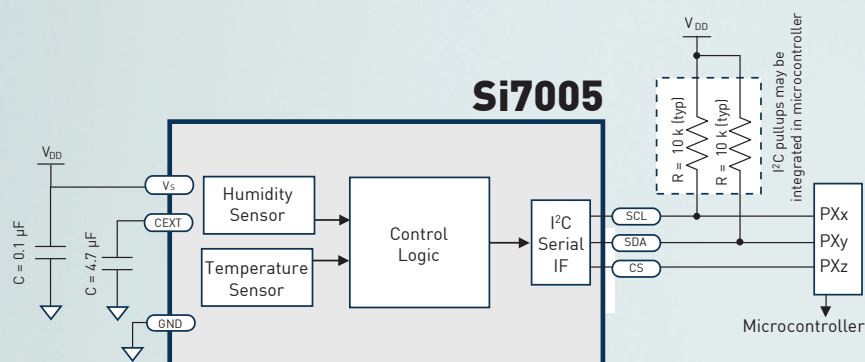 Si7005
VDD
VS
CEXT
GND
C = 0.1 µF
C = 4.7 µF
Humidity
Sensor
Temperature
Sensor
Control
Logic
I²C
Serial
IF
SCL
SDA
CS
VDD
R = 10 k (typ)
R = 10 k (typ)
I²C pullups may be
integrated in microcontroller
PXx
PXy
PXz
Microcontroller